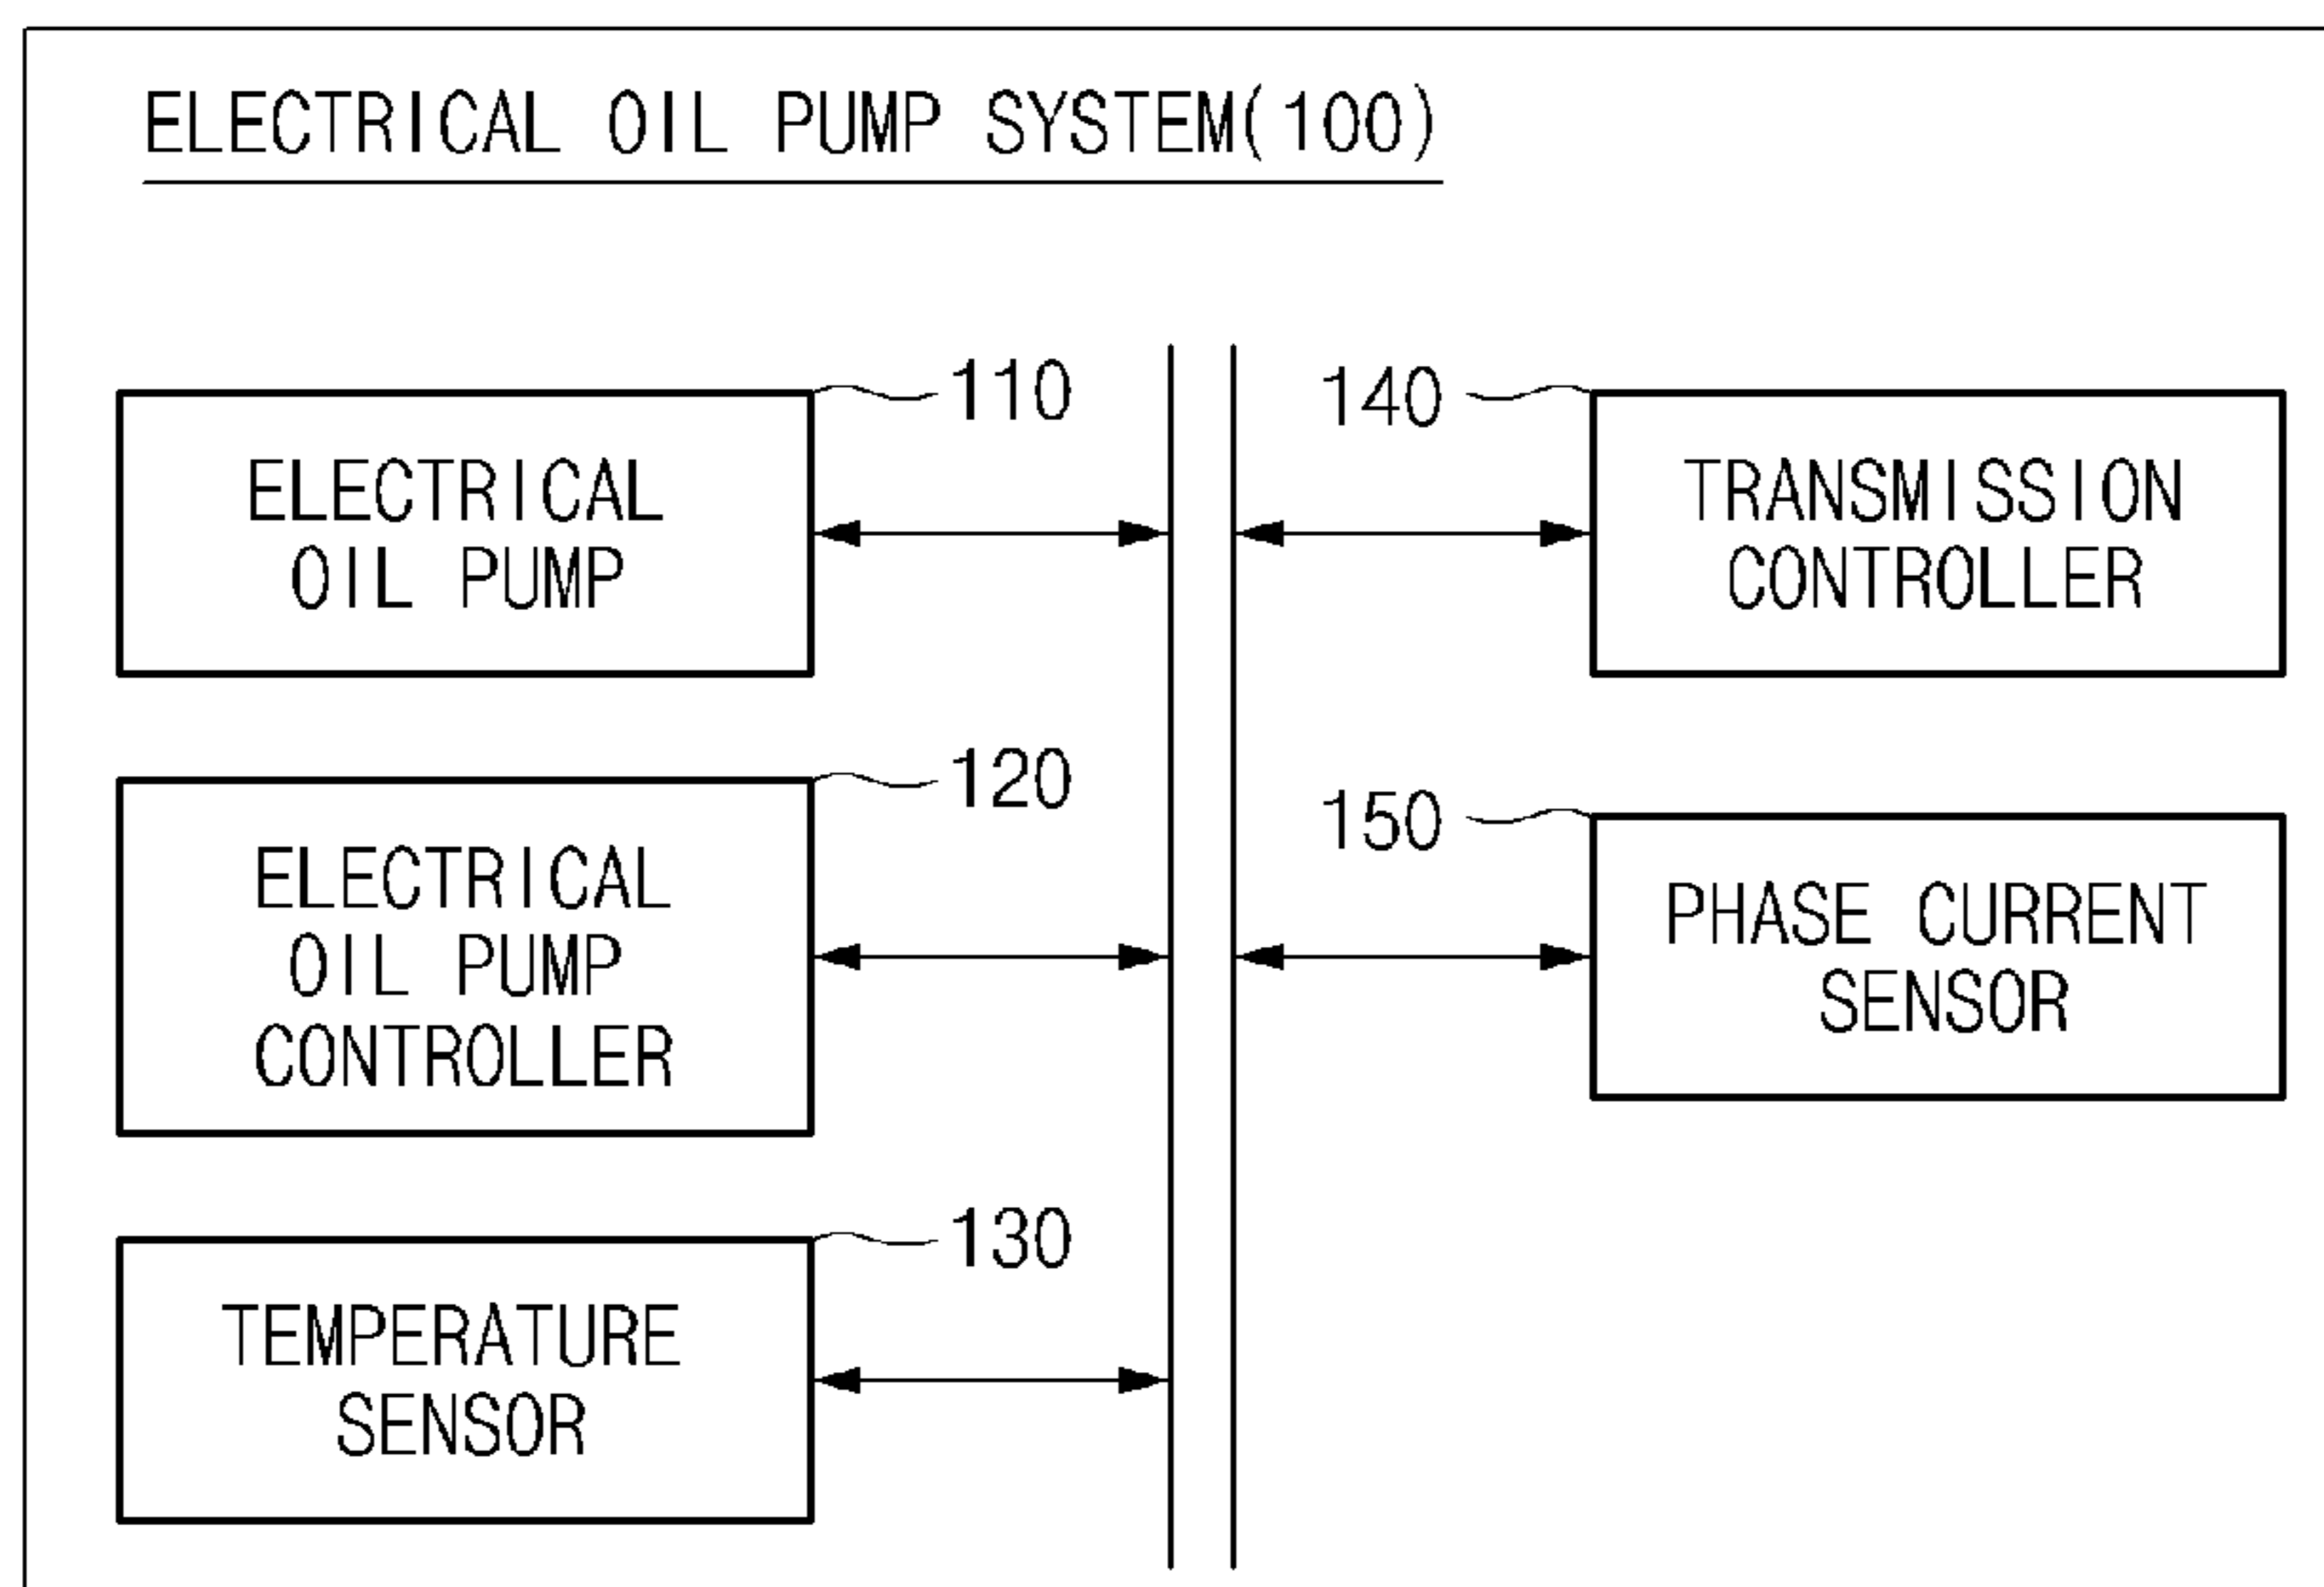 ELECTRICAL OIL PUMP SYSTEM(100)
110
ELECTRICAL
OIL PUMP
120
ELECTRICAL
OIL PUMP
CONTROLLER
130
TEMPERATURE
SENSOR
140
TRANSMISSION
CONTROLLER
150
PHASE CURRENT
SENSOR